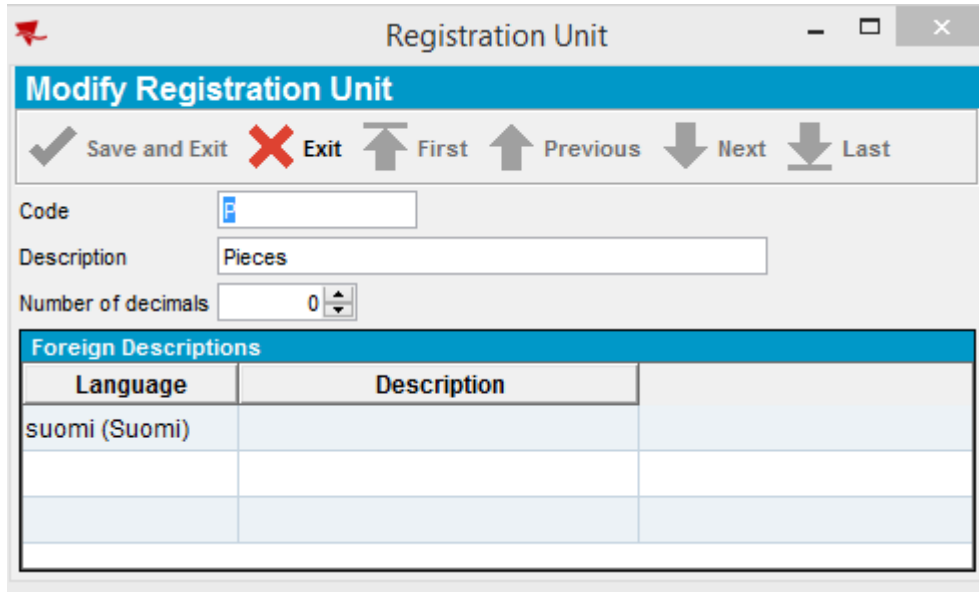 Registration Unit
Modify Registration Unit
Save and Exit Exit First Previous Next Last
Code P
Description Pieces
Number of decimals 0
Foreign Descriptions
Language Description
suomi (Suomi)